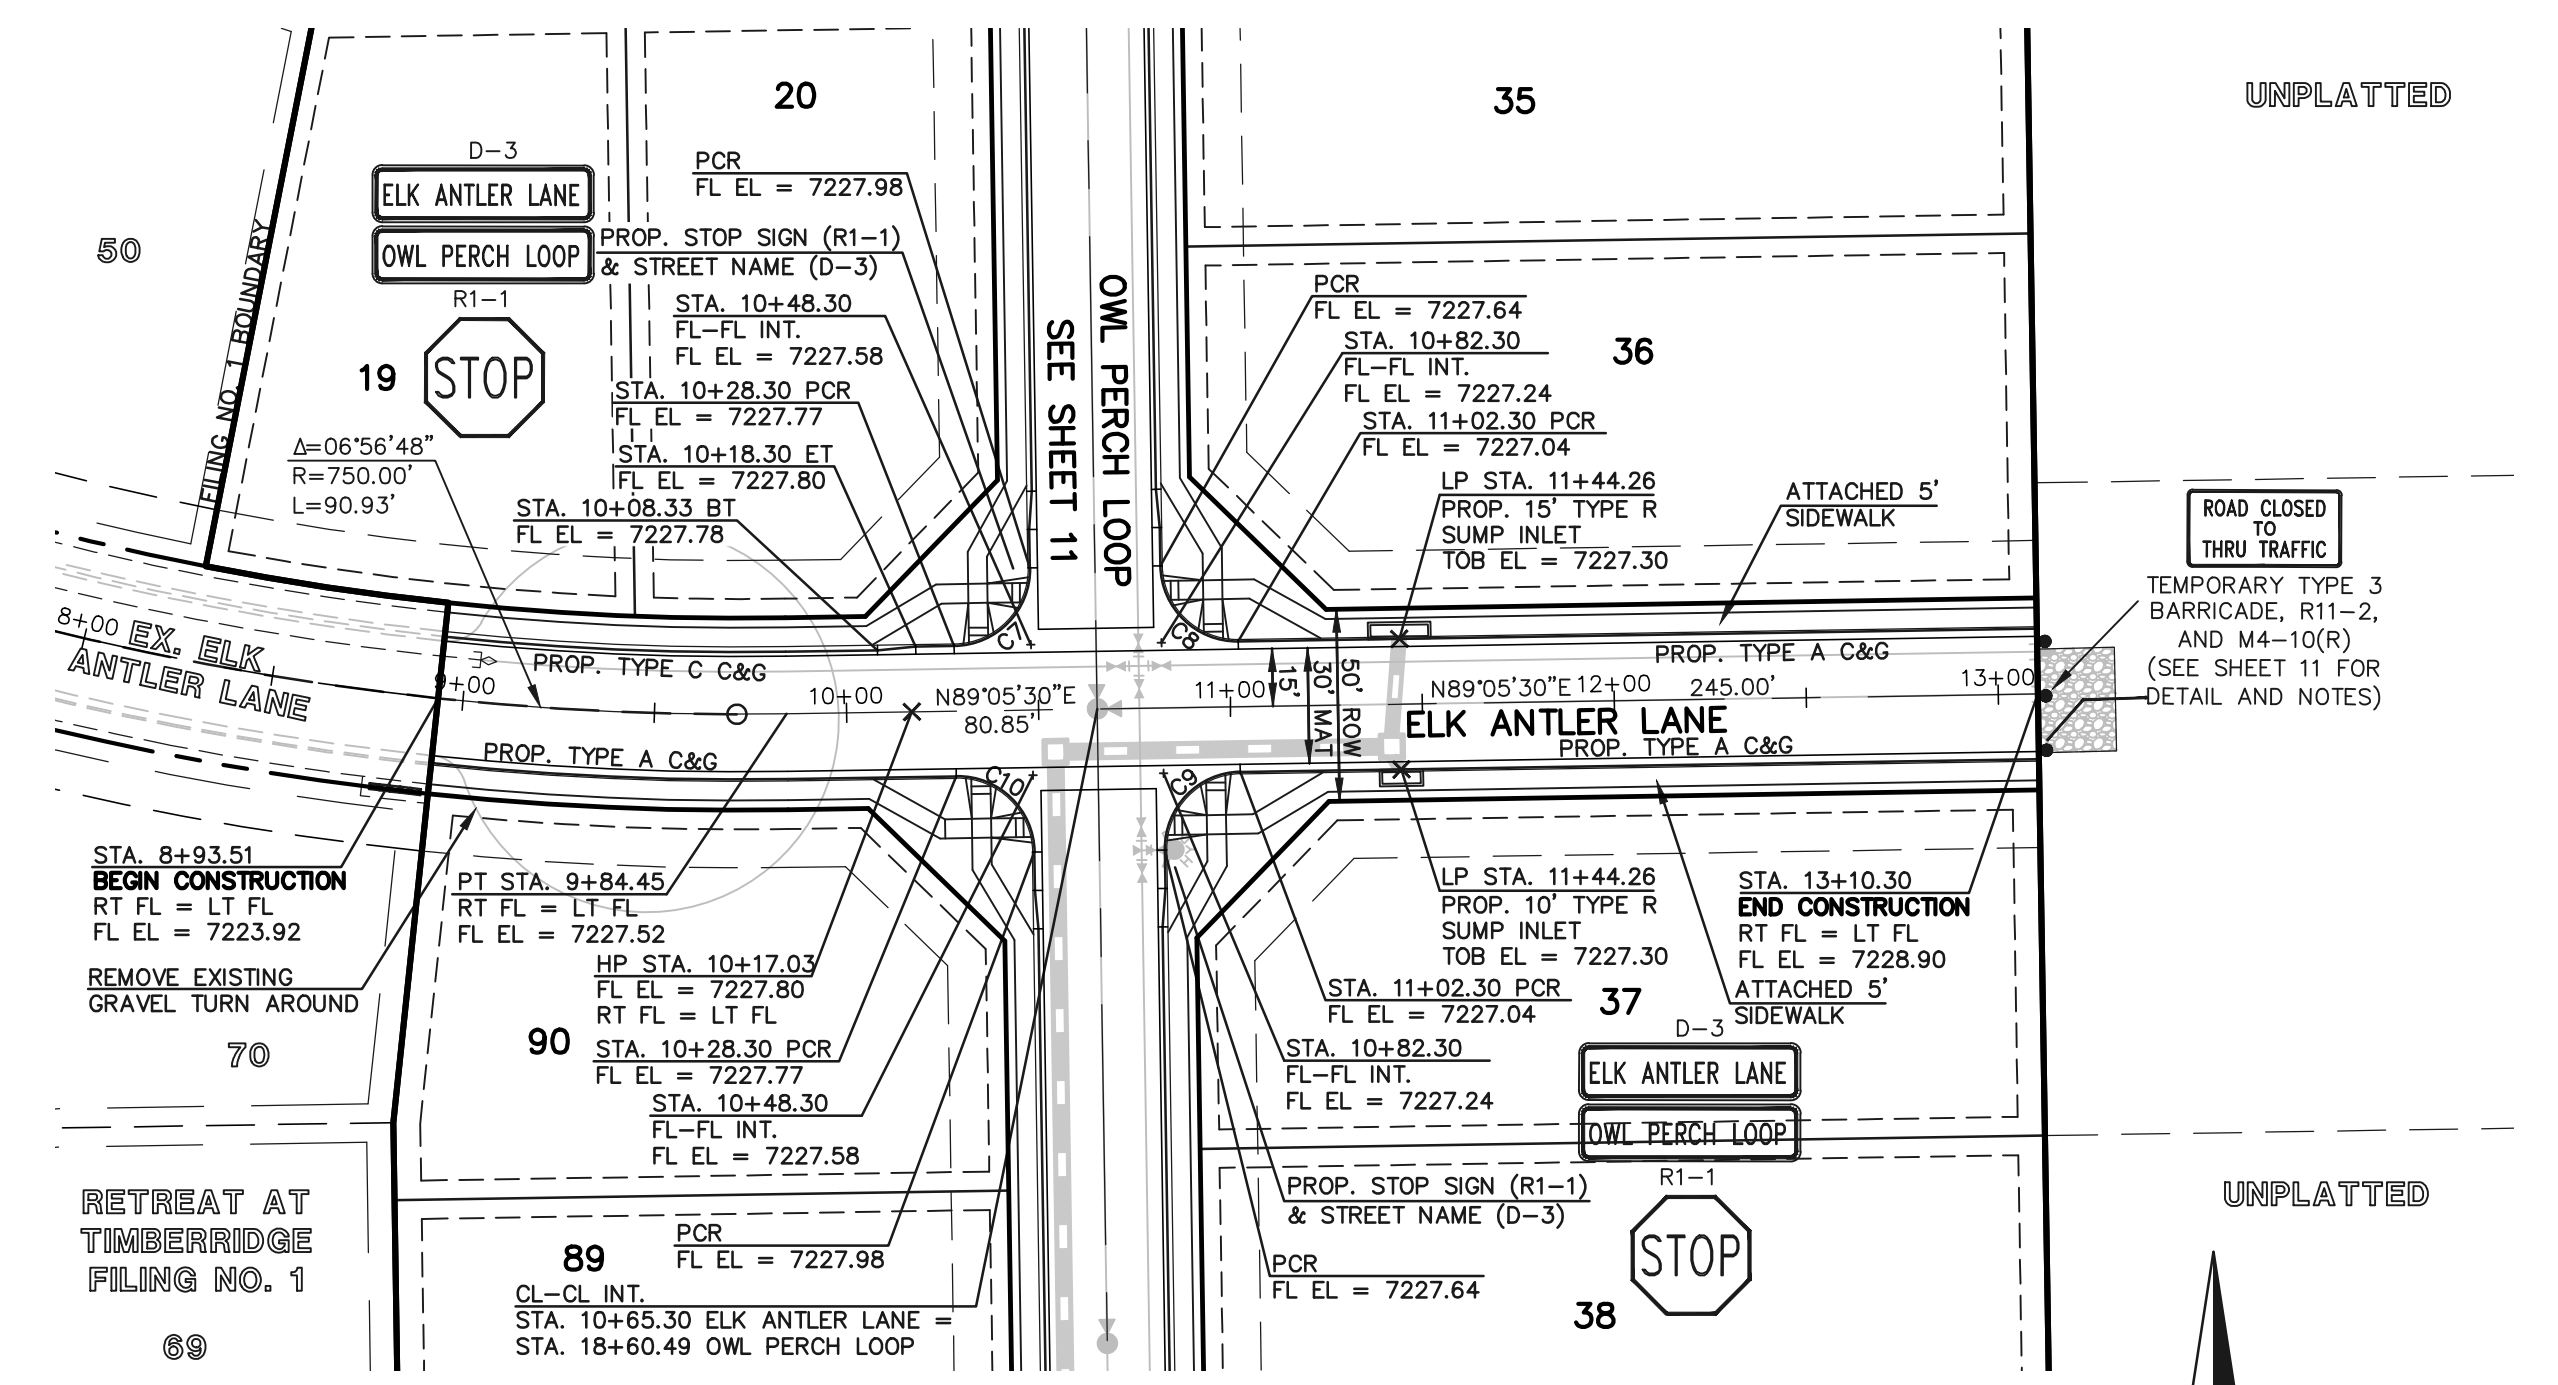 20
35
UNPLATTED
D-3
ELK ANTLER LANE
OWL PERCH LOOP
R1-1
STOP
50
19
FILING NO. 1 BOUNDARY
PCR
FL EL = 7227.98
PROP. STOP SIGN (R1-1)
& STREET NAME (D-3)
STA. 10+48.30
FL-FL INT.
FL EL = 7227.58
STA. 10+28.30 PCR
FL EL = 7227.77
STA. 10+18.30 ET
FL EL = 7227.80
STA. 10+08.33 BT
FL EL = 7227.78
Δ=06°56'48"
R=750.00'
L=90.93'
OWL PERCH LOOP
SEE SHEET 11
PCR
FL EL = 7227.64
STA. 10+82.30
FL-FL INT.
FL EL = 7227.24
STA. 11+02.30 PCR
FL EL = 7227.04
36
LP STA. 11+44.26
PROP. 15' TYPE R
SUMP INLET
TOB EL = 7227.30
ATTACHED 5'
SIDEWALK
ROAD CLOSED
TO
THRU TRAFFIC
TEMPORARY TYPE 3
BARRICADE, R11-2,
AND M4-10(R)
(SEE SHEET 11 FOR
DETAIL AND NOTES)
8+00
EX. ELK
ANTLER LANE
9+00
PROP. TYPE C C&G
10+00
N89°05'30"E
80.85'
C7
C8
11+00
15'
30' MAT
50' ROW
N89°05'30"E
12+00
245.00'
13+00
PROP. TYPE A C&G
ELK ANTLER LANE
PROP. TYPE A C&G
PROP. TYPE A C&G
C10
C9
STA. 8+93.51
BEGIN CONSTRUCTION
RT FL = LT FL
FL EL = 7223.92
REMOVE EXISTING
GRAVEL TURN AROUND
70
PT STA. 9+84.45
RT FL = LT FL
FL EL = 7227.52
HP STA. 10+17.03
FL EL = 7227.80
RT FL = LT FL
90
STA. 10+28.30 PCR
FL EL = 7227.77
STA. 10+48.30
FL-FL INT.
FL EL = 7227.58
PCR
FL EL = 7227.98
89
CL-CL INT.
STA. 10+65.30 ELK ANTLER LANE =
STA. 18+60.49 OWL PERCH LOOP
RETREAT AT
TIMBERRIDGE
FILING NO. 1
69
LP STA. 11+44.26
PROP. 10' TYPE R
SUMP INLET
TOB EL = 7227.30
STA. 11+02.30 PCR
FL EL = 7227.04
STA. 10+82.30
FL-FL INT.
FL EL = 7227.24
PROP. STOP SIGN (R1-1)
& STREET NAME (D-3)
PCR
FL EL = 7227.64
37
STA. 13+10.30
END CONSTRUCTION
RT FL = LT FL
FL EL = 7228.90
ATTACHED 5'
SIDEWALK
D-3
ELK ANTLER LANE
OWL PERCH LOOP
R1-1
STOP
38
UNPLATTED